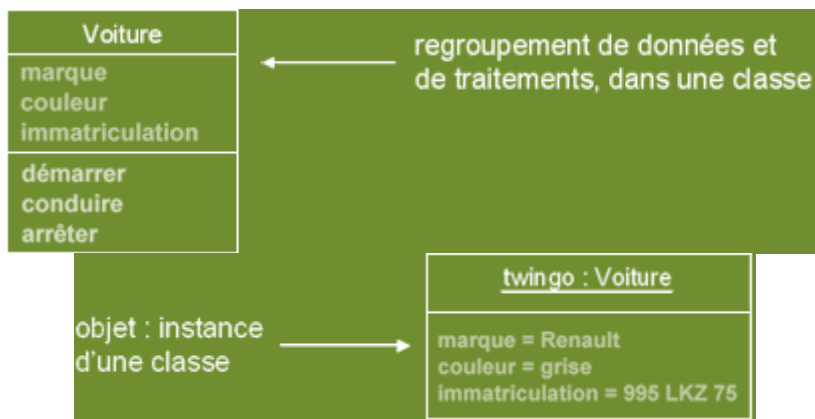 Voiture
marque
couleur
immatriculation
démarrer
conduire
arrêter
regroupement de données et
de traitements, dans une classe
objet : instance
d'une classe
twingo : Voiture
marque = Renault
couleur = grise
immatriculation = 995 LKZ 75